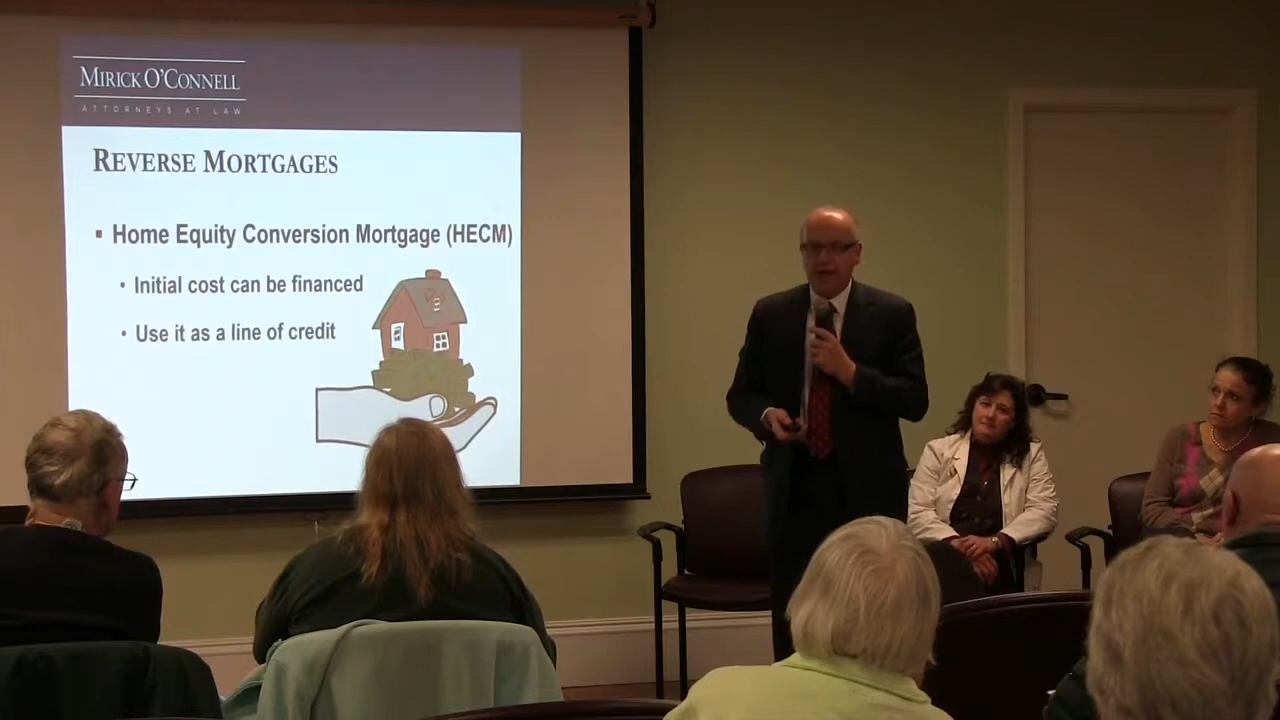 MIRICK O'CONNELL
ATTORNEYS AT LAW
REVERSE MORTGAGES
▪ Home Equity Conversion Mortgage (HECM)
• Initial cost can be financed
• Use it as a line of credit